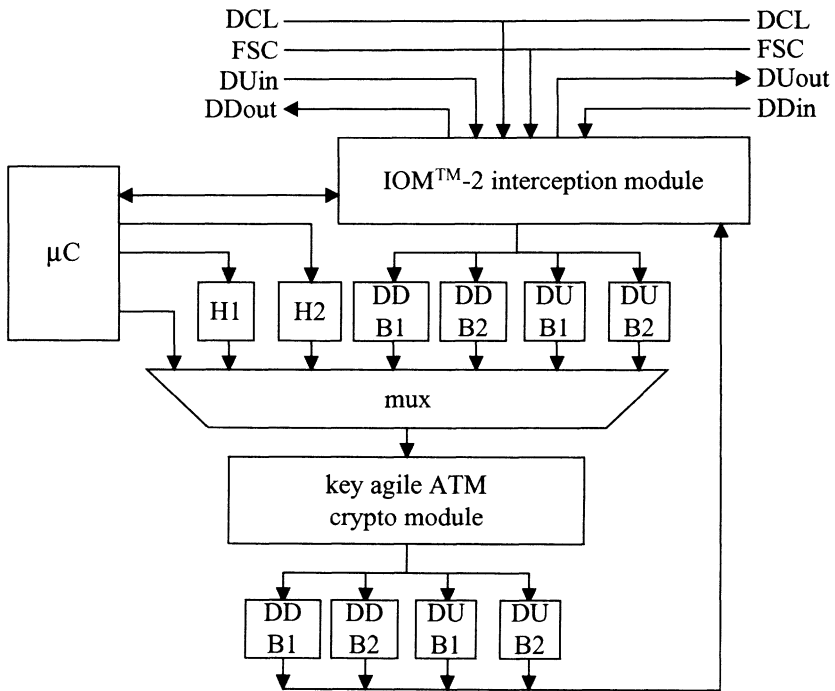 DCL DCL
FSC FSC
DUin DUout
DDout DDin
IOM™-2 interception module
µC
H1 H2 DD B1 DD B2 DU B1 DU B2
mux
key agile ATM
crypto module
DD B1 DD B2 DU B1 DU B2